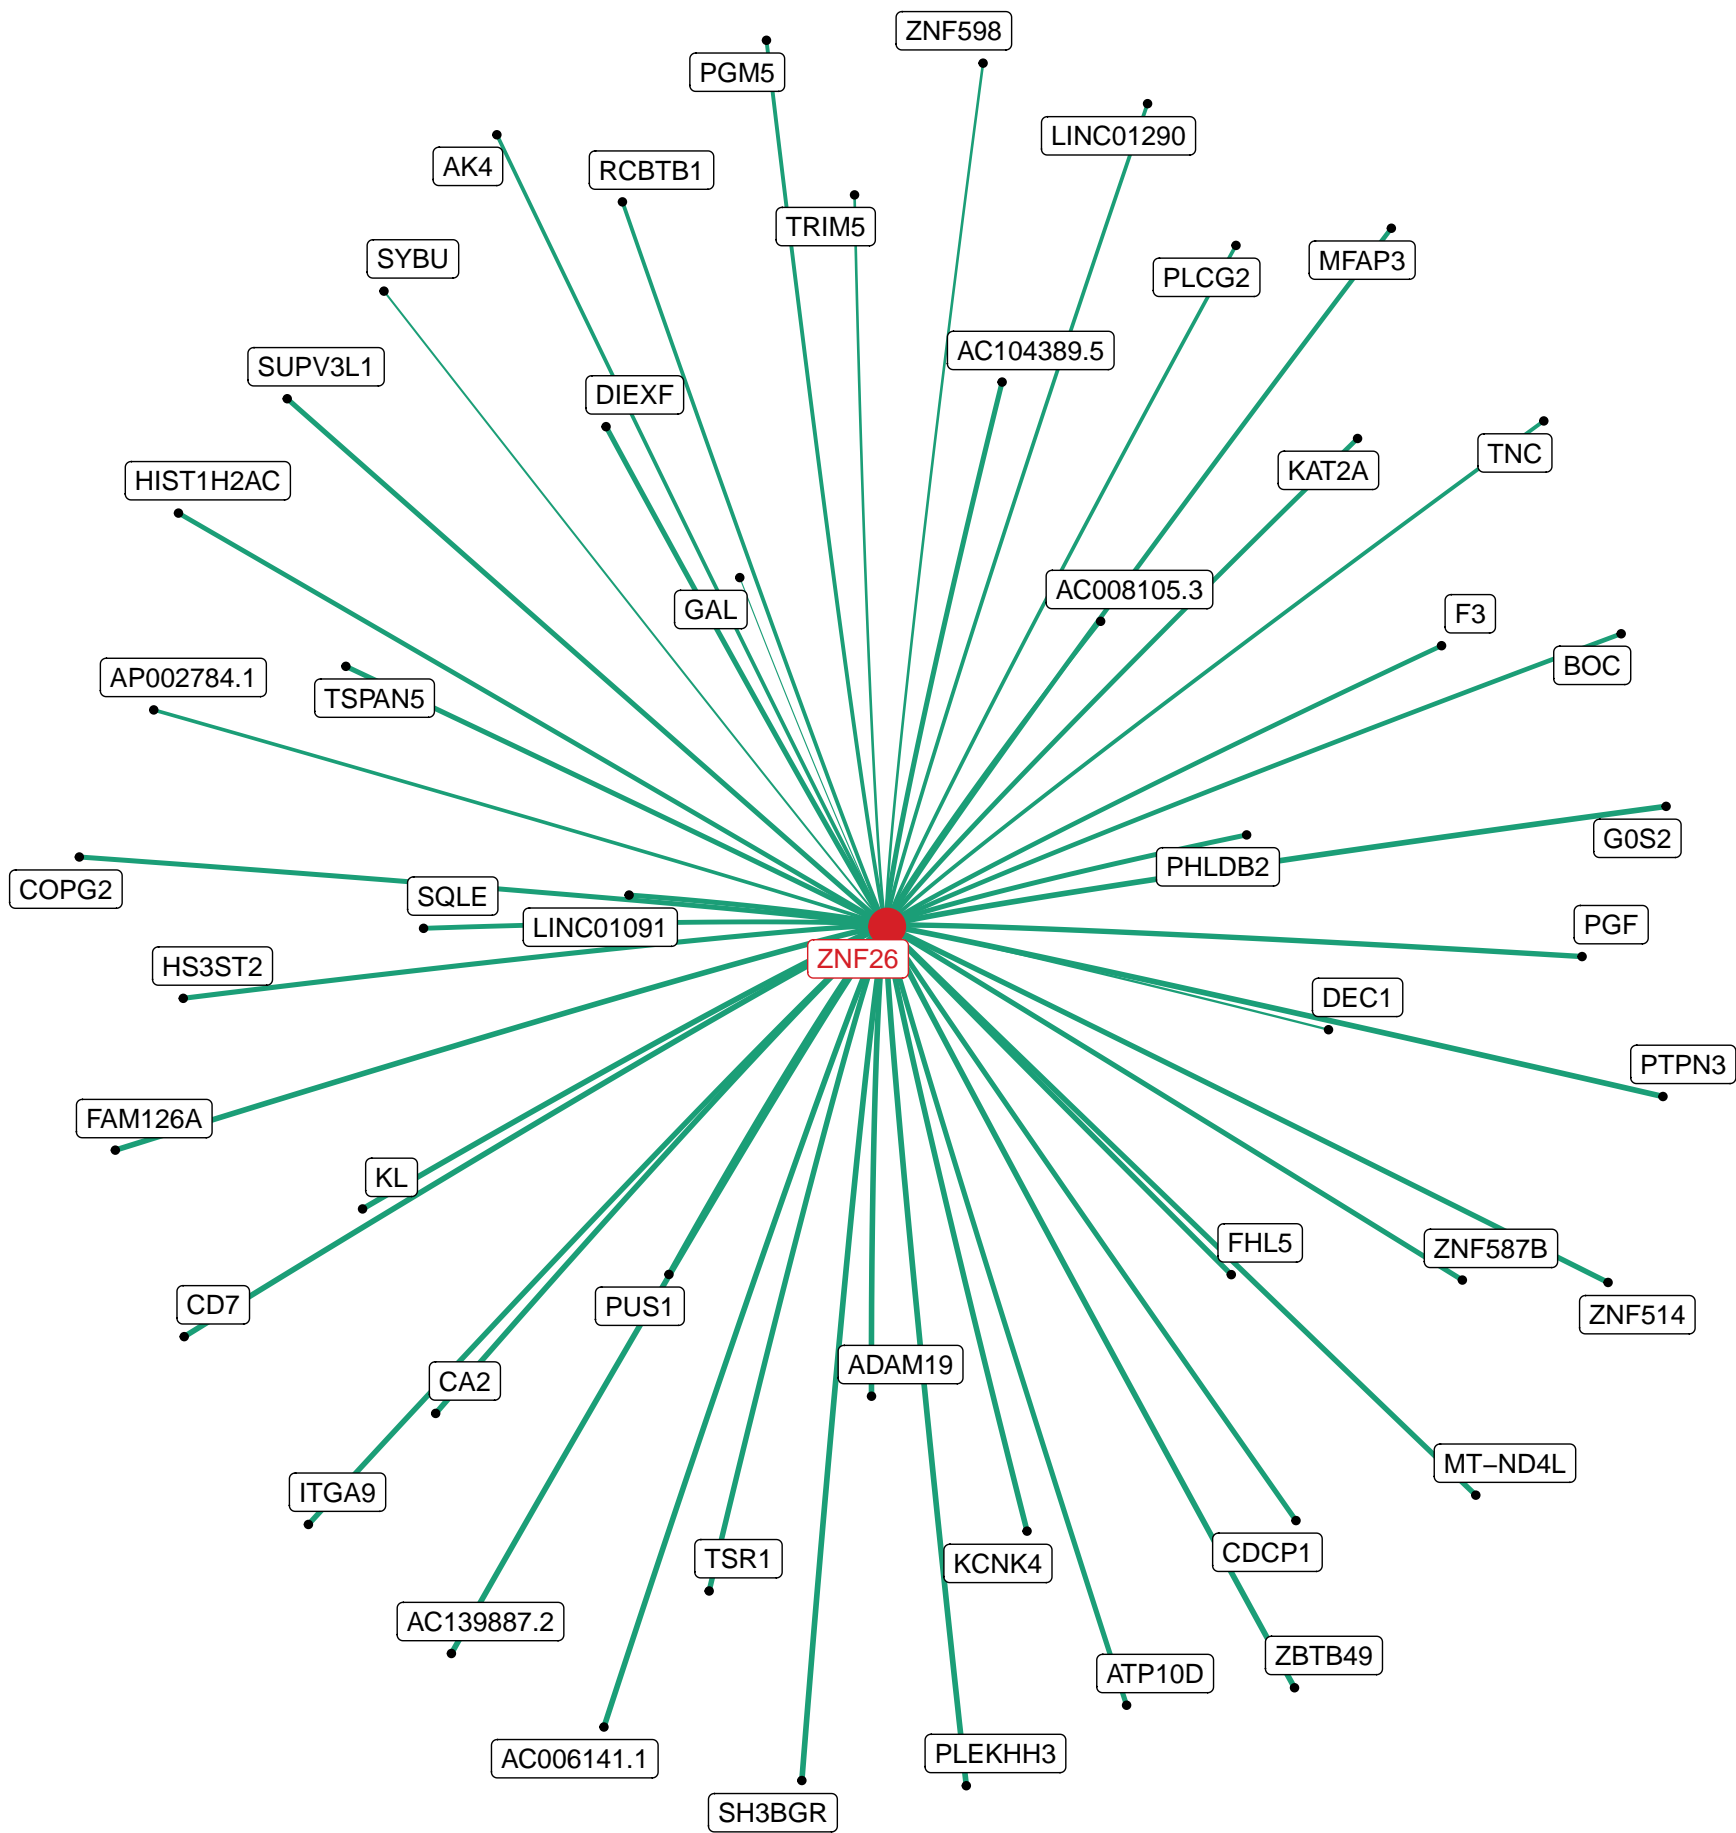 ZNF598
PGM5
LINC01290
AK4
RCBTB1
TRIM5
SYBU
MFAP3
PLCG2
AC104389.5
SUPV3L1
DIEXF
TNC
KAT2A
HIST1H2AC
AC008105.3
GAL
F3
BOC
AP002784.1
TSPAN5
G0S2
PHLDB2
COPG2
SQLE
PGF
LINC01091
ZNF26
HS3ST2
DEC1
PTPN3
FAM126A
KL
FHL5
ZNF587B
CD7
PUS1
ZNF514
ADAM19
CA2
MT−ND4L
ITGA9
CDCP1
TSR1
KCNK4
AC139887.2
ZBTB49
ATP10D
PLEKHH3
AC006141.1
SH3BGR